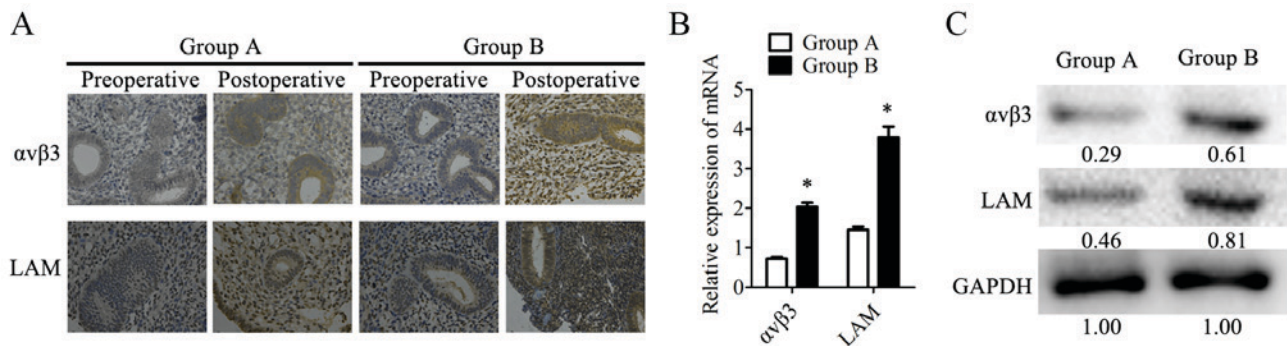 A
Group A Group B
Preoperative Postoperative Preoperative Postoperative
αvβ3
LAM
B
Group A
Group B
Relative expression of mRNA
5
4
3
2
1
0
* *
αvβ3 LAM
C
Group A Group B
αvβ3
0.29 0.61
LAM
0.46 0.81
GAPDH
1.00 1.00